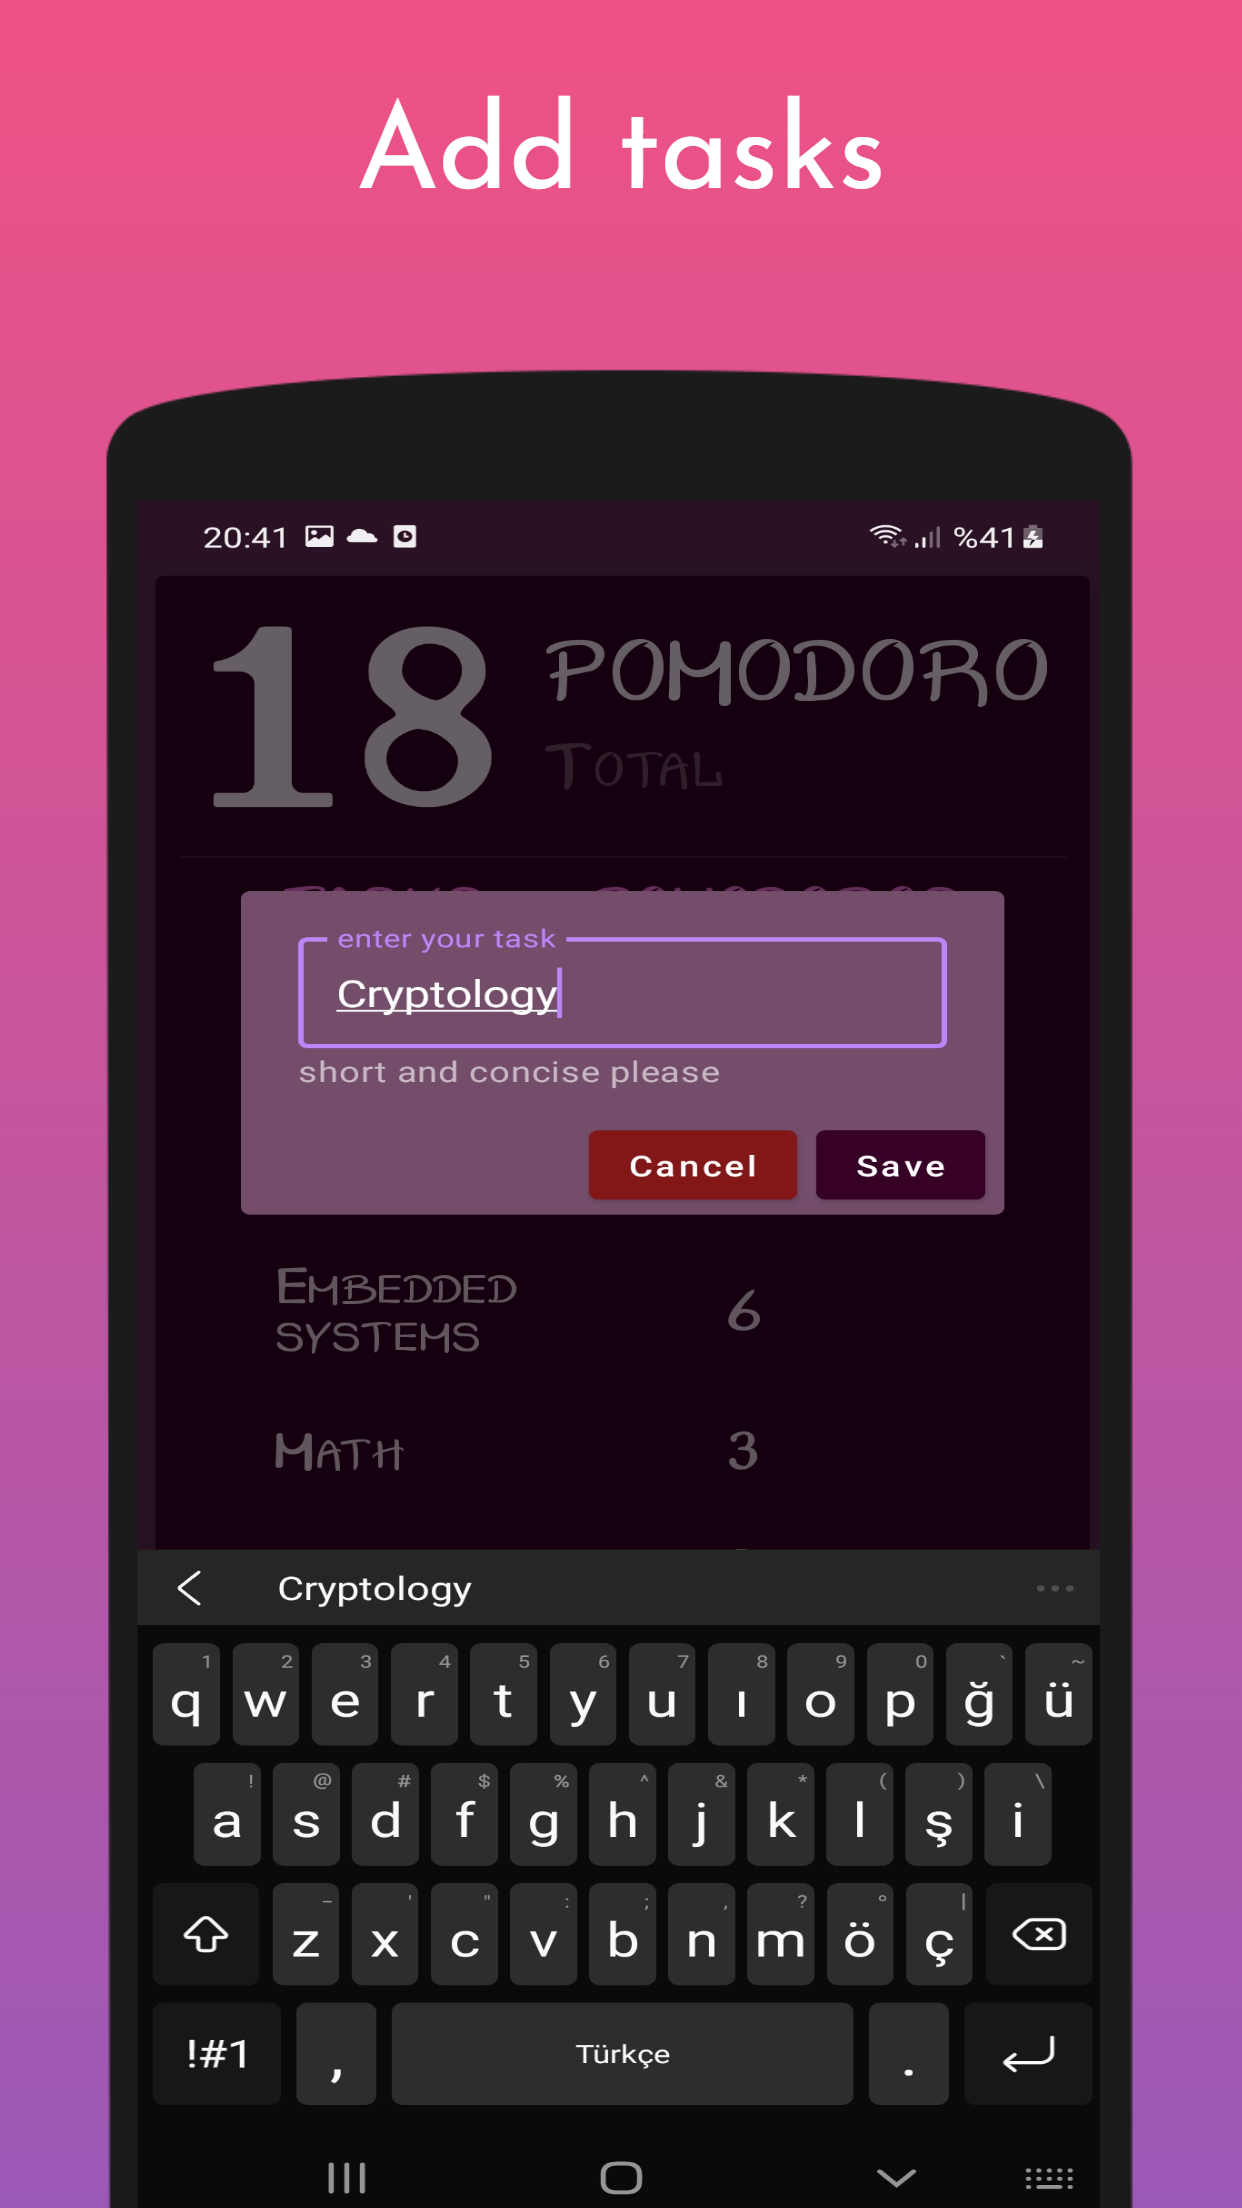 Add tasks
20:41 %41
18 POMODORO
TOTAL
enter your task
Cryptology
short and concise please
Cancel Save
EMBEDDED
SYSTEMS
6
MATH 3
Cryptology
1 2 3 4 5 6 7 8 9 0 ` ~
q w e r t y u ı o p ğ ü
! @ # $ % ^ & * ( ) \
a s d f g h j k l ş i
- ' " : ; , ? º |
z x c v b n m ö ç
!#1 , Türkçe .